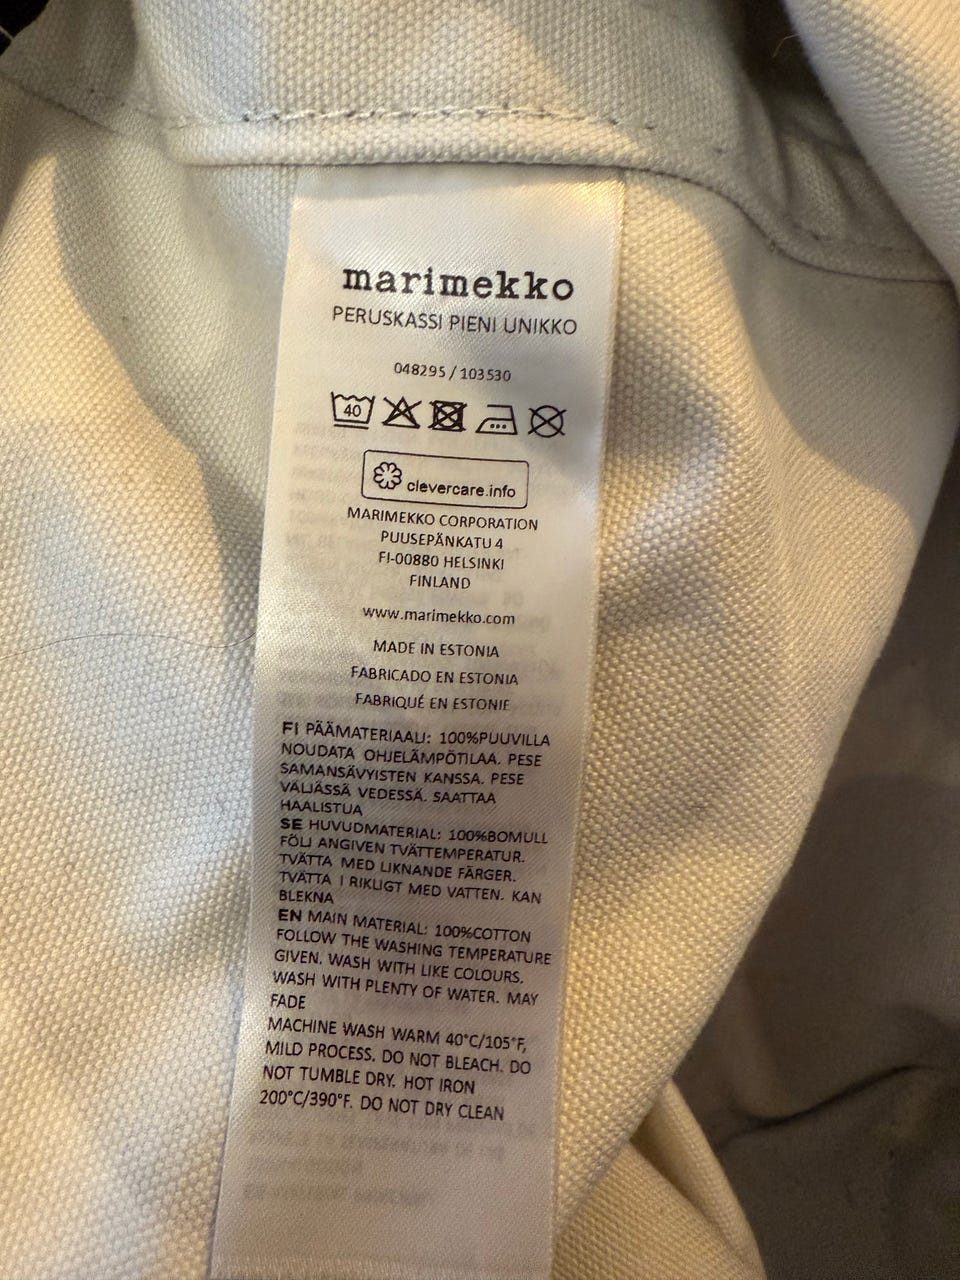 marimekko
PERUSKASSI PIENI UNIKKO
048295 / 103530
40
clevercare.info
MARIMEKKO CORPORATION
PUUSEPÄNKATU 4
FI-00880 HELSINKI
FINLAND
www.marimekko.com
MADE IN ESTONIA
FABRICADO EN ESTONIA
FABRIQUÉ EN ESTONIE
FI PÄÄMATERIAALI: 100%PUUVILLA
NOUDATA OHJELÄMPÖTILAA. PESE
SAMANSÄVYISTEN KANSSA. PESE
VÄLJÄSSÄ VEDESSÄ. SAATTAA
HAALISTUA
SE HUVUDMATERIAL: 100%BOMULL
FÖLJ ANGIVEN TVÄTTEMPERATUR.
TVÄTTA MED LIKNANDE FÄRGER.
TVÄTTA I RIKLIGT MED VATTEN. KAN
BLEKNA
EN MAIN MATERIAL: 100%COTTON
FOLLOW THE WASHING TEMPERATURE
GIVEN. WASH WITH LIKE COLOURS.
WASH WITH PLENTY OF WATER. MAY
FADE
MACHINE WASH WARM 40°C/105°F,
MILD PROCESS. DO NOT BLEACH. DO
NOT TUMBLE DRY. HOT IRON
200°C/390°F. DO NOT DRY CLEAN